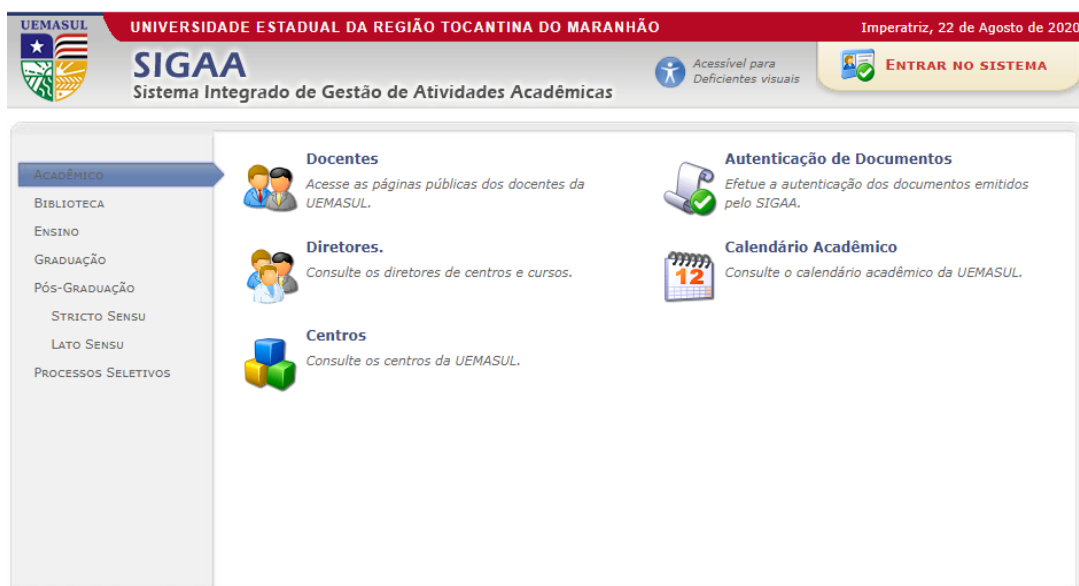 UEMASUL
UNIVERSIDADE ESTADUAL DA REGIÃO TOCANTINA DO MARANHÃO
Imperatriz, 22 de Agosto de 2020
SIGAA
Sistema Integrado de Gestão de Atividades Acadêmicas
Acessível para
Deficientes visuais
ENTRAR NO SISTEMA
ACADÊMICO
BIBLIOTECA
ENSINO
GRADUAÇÃO
PÓS-GRADUAÇÃO
STRICTO SENSU
LATO SENSU
PROCESSOS SELETIVOS
Docentes
Acesse as páginas públicas dos docentes da
UEMASUL.
Diretores.
Consulte os diretores de centros e cursos.
Centros
Consulte os centros da UEMASUL.
Autenticação de Documentos
Efetue a autenticação dos documentos emitidos
pelo SIGAA.
Calendário Acadêmico
12
Consulte o calendário acadêmico da UEMASUL.